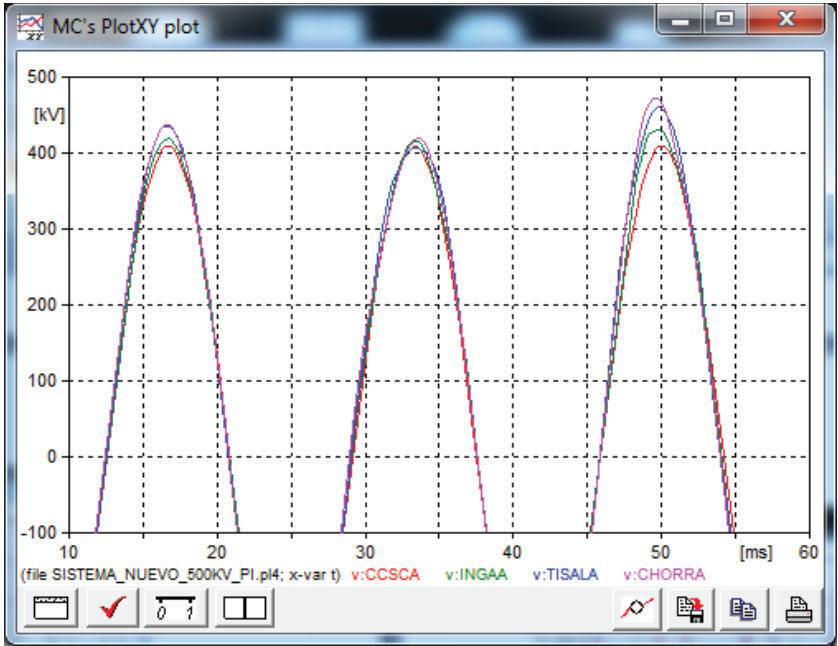 MC's PlotXY plot
500
[kV]
400
300
200
100
0
-100
10 20 30 40 50 [ms] 60
(file SISTEMA_NUEVO_500KV_PI.pl4; x-var t) v:CCSCA v:INGAA v:TISALA v:CHORRA
0 1